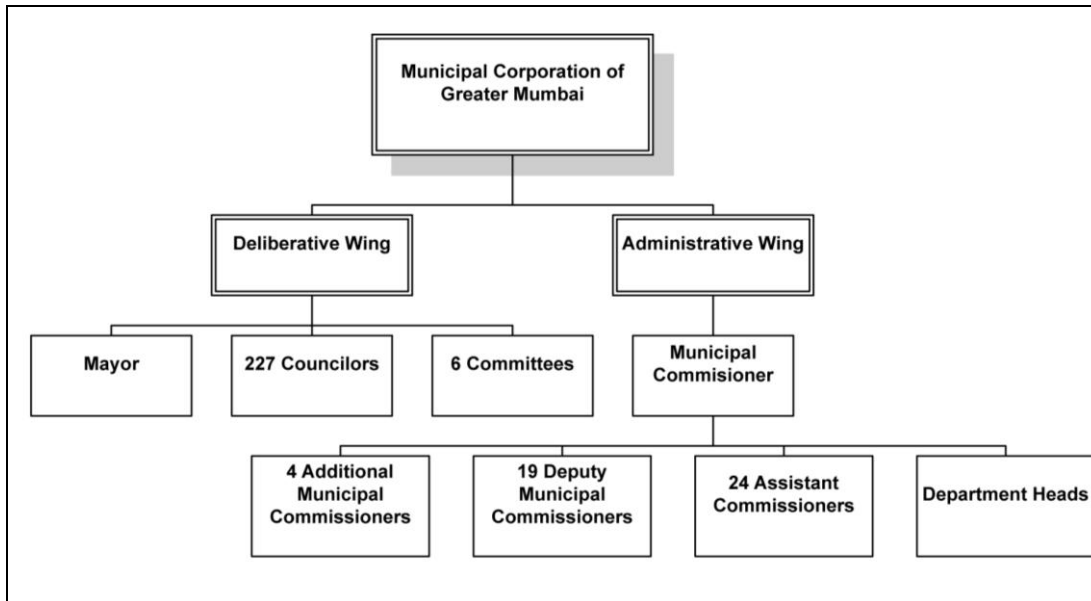 Municipal Corporation of
Greater Mumbai
Deliberative Wing
Administrative Wing
Mayor
227 Councilors
6 Committees
Municipal
Commisioner
4 Additional
Municipal
Commissioners
19 Deputy
Municipal
Commissioners
24 Assistant
Commissioners
Department Heads